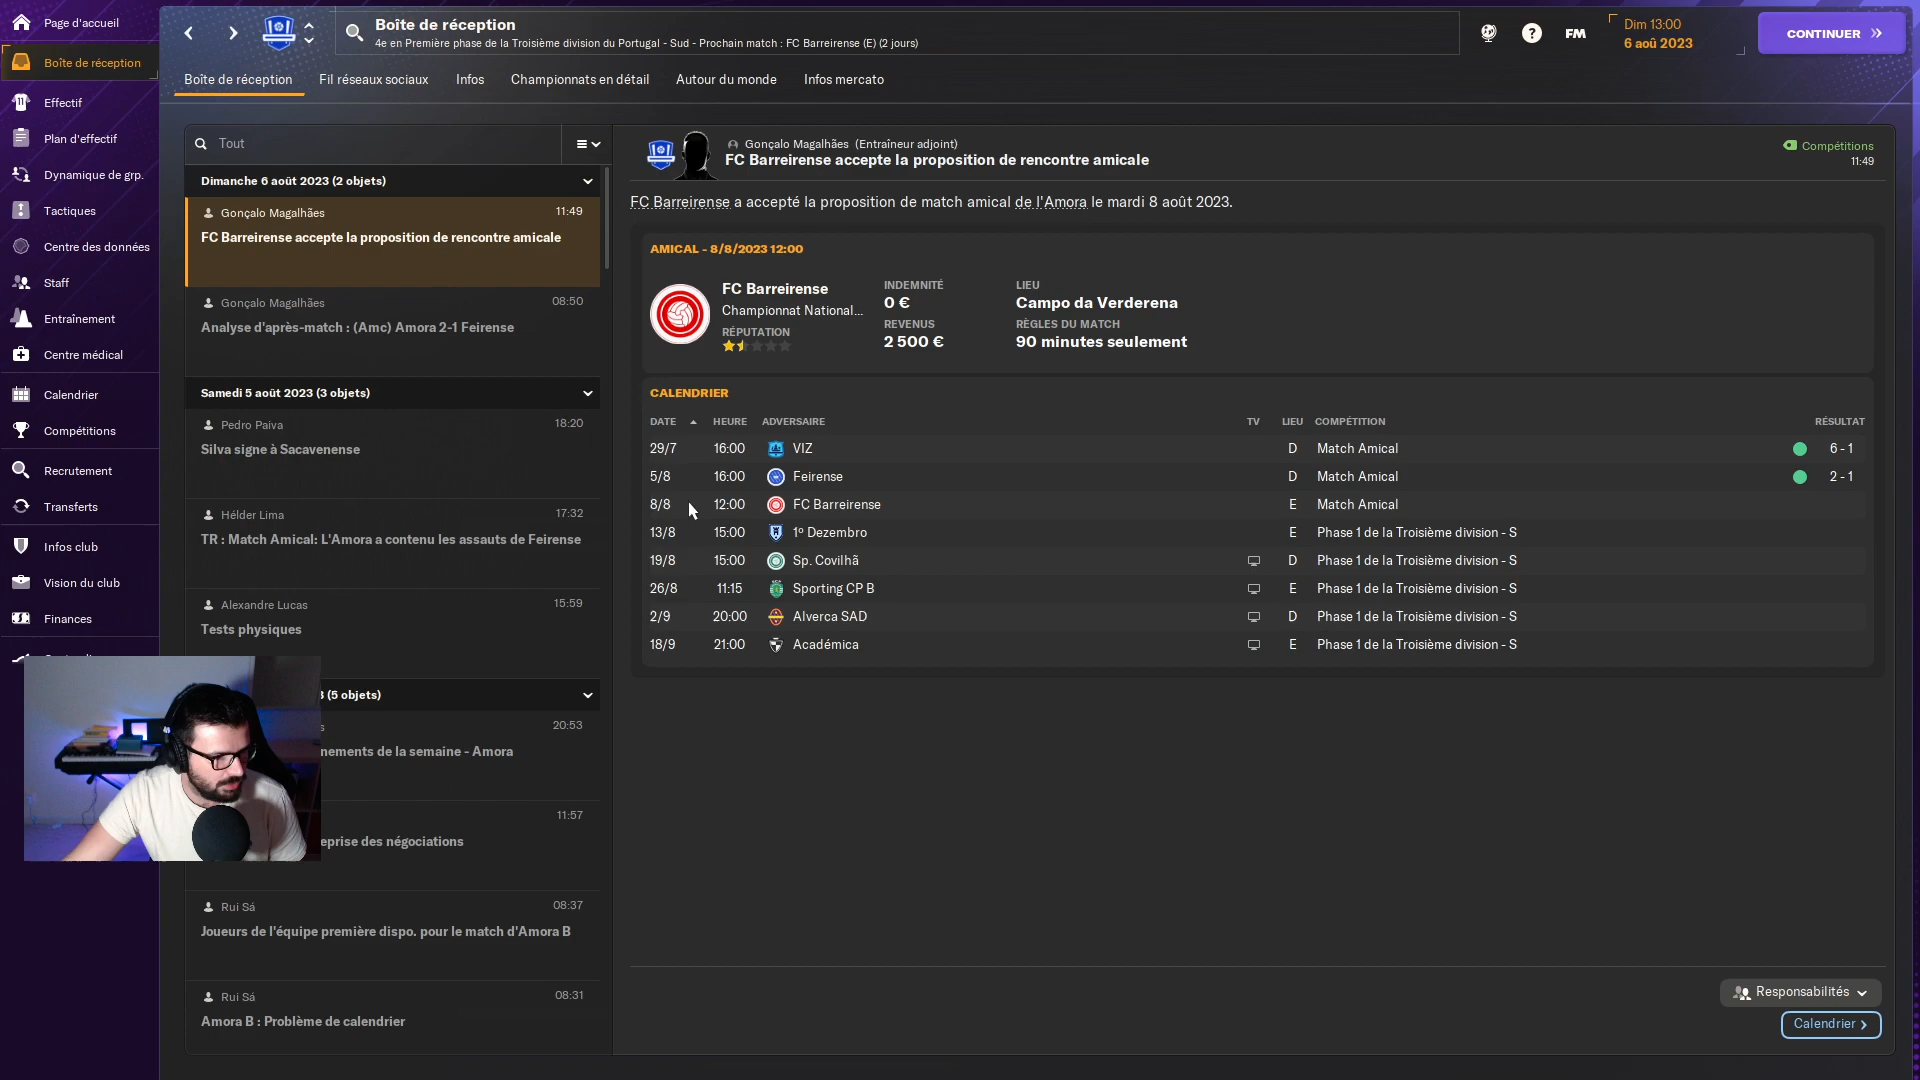 Page d'accueil
Boîte de réception
Effectif
Plan d'effectif
Dynamique de grp.
Tactiques
Centre des données
Staff
Entraînement
Centre médical
Calendrier
Compétitions
Recrutement
Transferts
Infos club
Vision du club
Finances
Boîte de réception
4e en Première phase de la Troisième division du Portugal - Sud - Prochain match : FC Barreirense (E) (2 jours)
FM
Dim 13:00
6 aoû 2023
CONTINUER
Boîte de réception Fil réseaux sociaux Infos Championnats en détail Autour du monde Infos mercato
Tout
Dimanche 6 août 2023 (2 objets)
Gonçalo Magalhães 11:49
FC Barreirense accepte la proposition de rencontre amicale
Gonçalo Magalhães 08:50
Analyse d'après-match : (Amc) Amora 2-1 Feirense
Samedi 5 août 2023 (3 objets)
Pedro Paiva 18:20
Silva signe à Sacavenense
Hélder Lima 17:32
TR : Match Amical: L'Amora a contenu les assauts de Feirense
Alexandre Lucas 15:59
Tests physiques
(5 objets)
20:53
de la semaine - Amora
11:57
des négociations
Rui Sá 08:37
Joueurs de l'équipe première dispo. pour le match d'Amora B
Rui Sá 08:31
Amora B : Problème de calendrier
Gonçalo Magalhães (Entraîneur adjoint)
FC Barreirense accepte la proposition de rencontre amicale
Compétitions
11:49
FC Barreirense a accepté la proposition de match amical de l'Amora le mardi 8 août 2023.
AMICAL - 8/8/2023 12:00
FC Barreirense
Championnat National...
RÉPUTATION
INDEMNITÉ
0 €
REVENUS
2 500 €
LIEU
Campo da Verderena
RÈGLES DU MATCH
90 minutes seulement
CALENDRIER
DATE HEURE ADVERSAIRE TV LIEU COMPÉTITION RÉSULTAT
29/7 16:00 VIZ D Match Amical 6 - 1
5/8 16:00 Feirense D Match Amical 2 - 1
8/8 12:00 FC Barreirense E Match Amical
13/8 15:00 1º Dezembro E Phase 1 de la Troisième division - S
19/8 15:00 Sp. Covilhã D Phase 1 de la Troisième division - S
26/8 11:15 Sporting CP B E Phase 1 de la Troisième division - S
2/9 20:00 Alverca SAD D Phase 1 de la Troisième division - S
18/9 21:00 Académica E Phase 1 de la Troisième division - S
Responsabilités
Calendrier